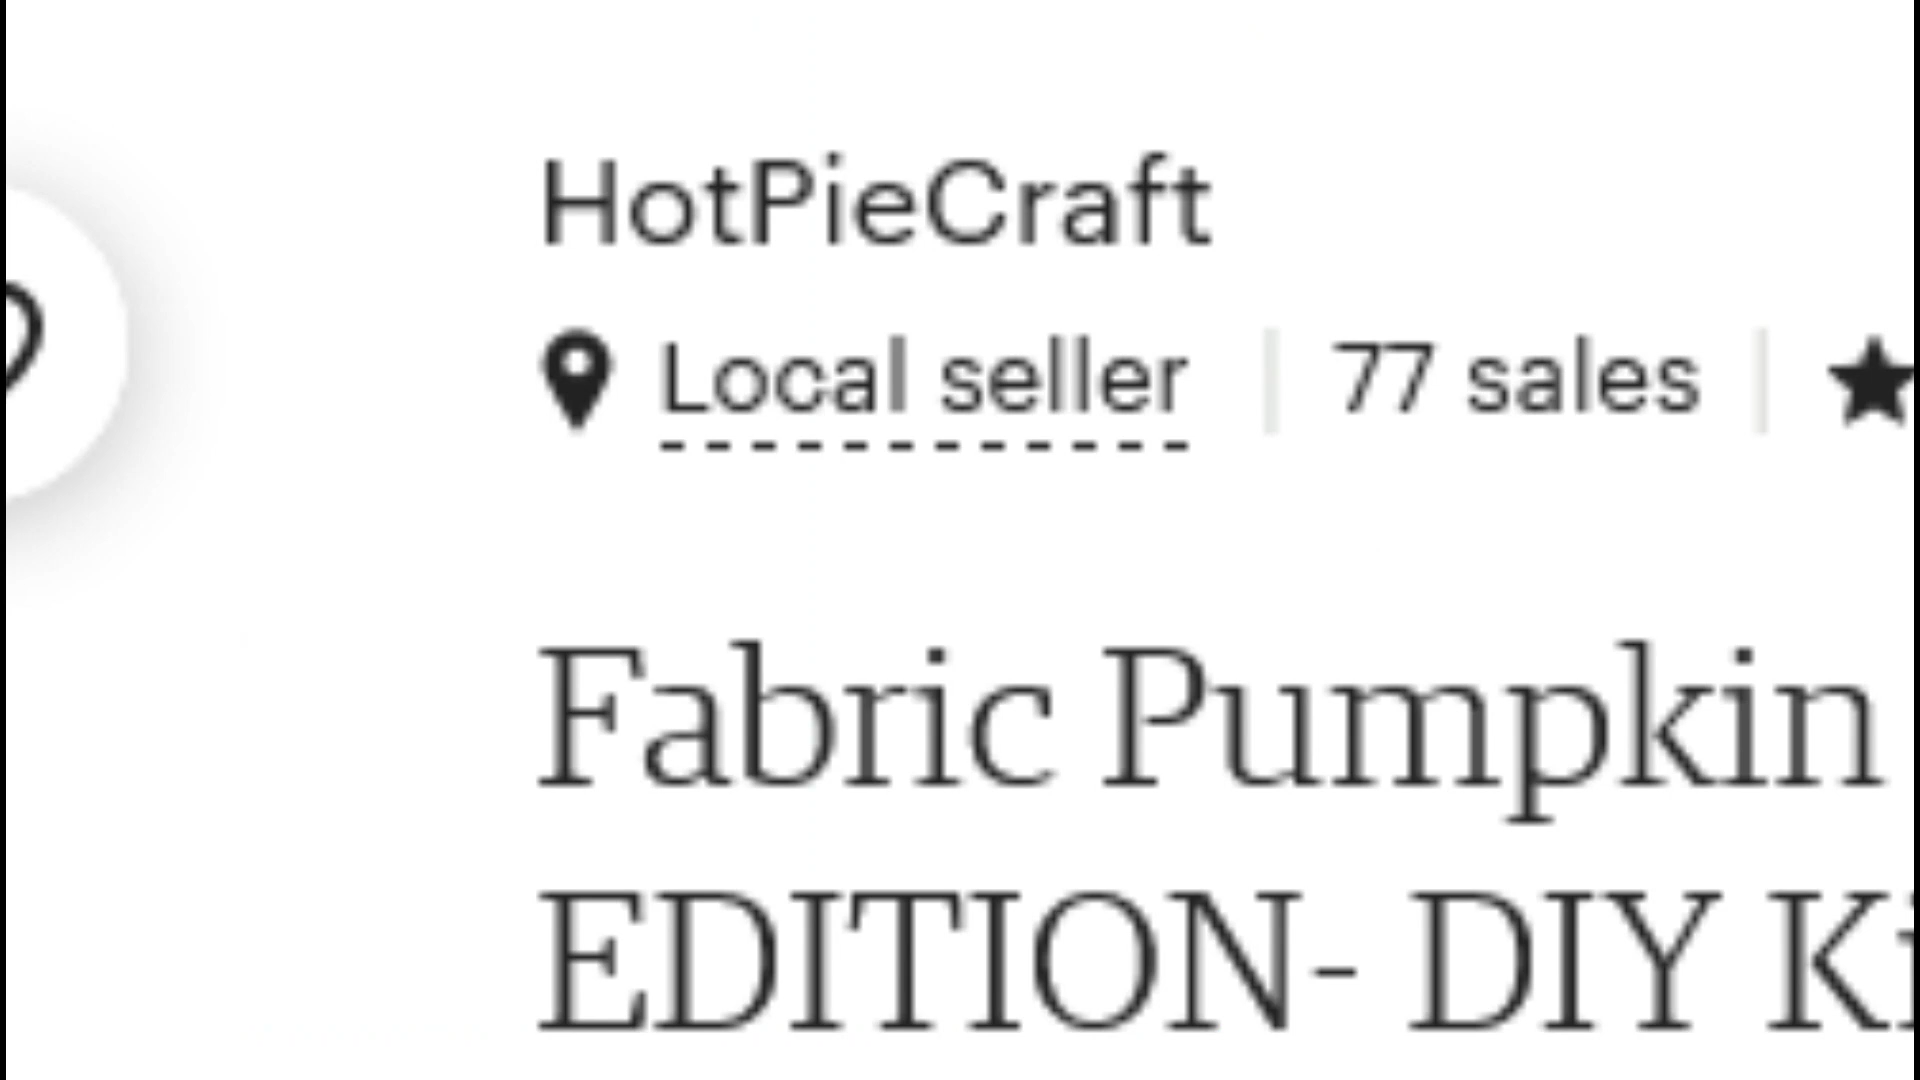 HotPieCraft
Local seller 77 sales
Fabric Pumpkin
EDITION- DIY